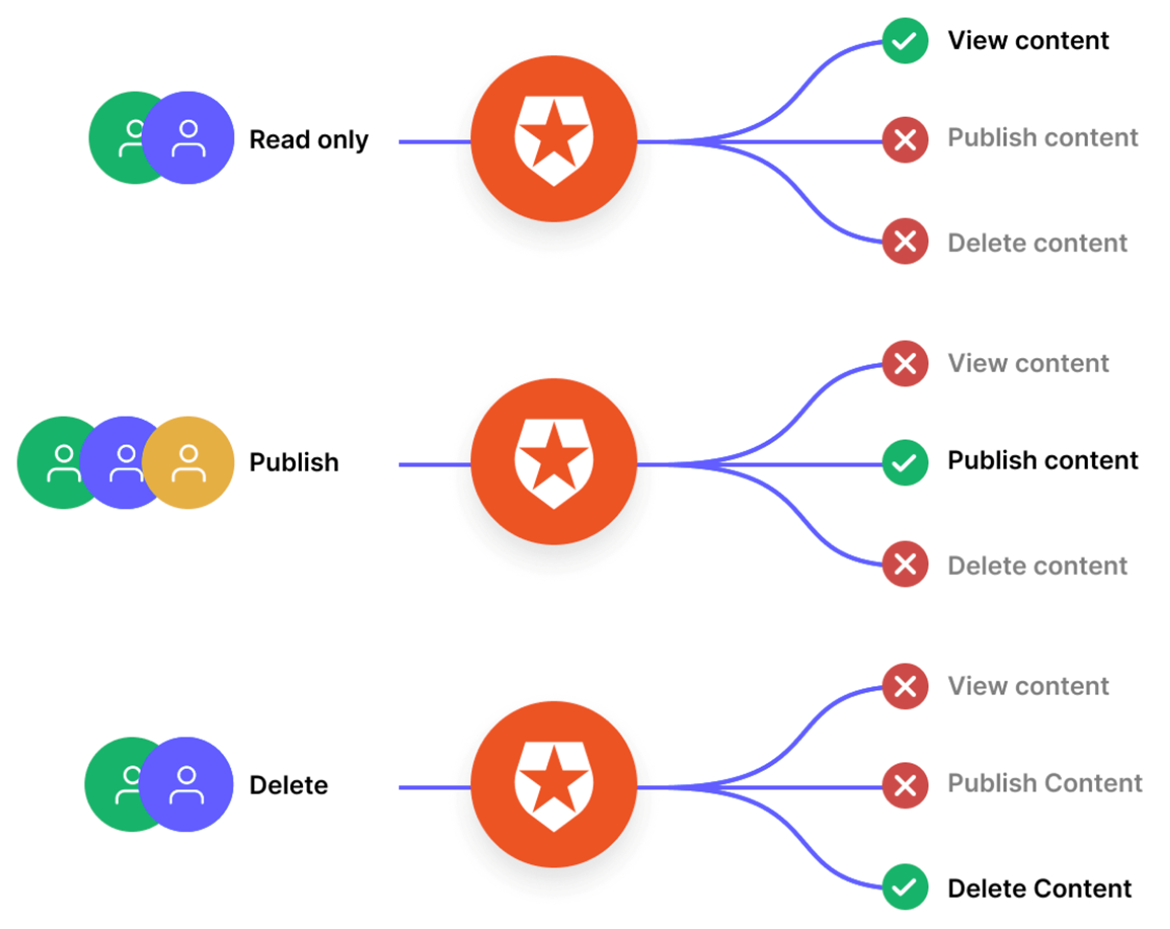 View content
Read only
Publish content
Delete content
View content
Publish
Publish content
Delete content
View content
Delete
Publish Content
Delete Content